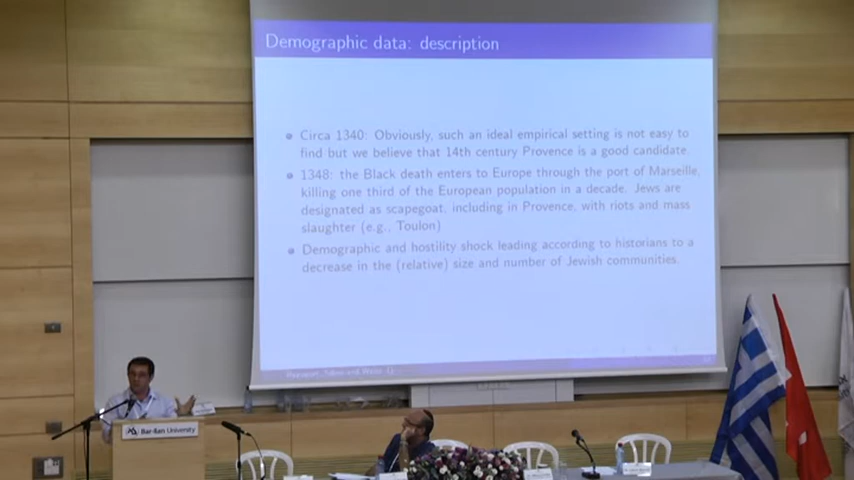 Demographic data: description
Circa 1340: Obviously, such an ideal empirical setting is not easy to
find but we believe that 14th century Provence is a good candidate.
1348: the Black death enters to Europe through the port of Marseille,
killing one third of the European population in a decade. Jews are
designated as scapegoat, including in Provence, with riots and mass
slaughter (e.g., Toulon)
Demographic and hostility shock leading according to historians to a
decrease in the (relative) size and number of Jewish communities.
Bar-Ilan University